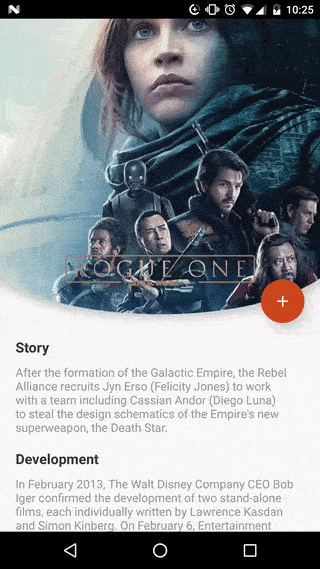 10:25
ROGUE ONE
+
Story
After the formation of the Galactic Empire, the Rebel
Alliance recruits Jyn Erso (Felicity Jones) to work
with a team including Cassian Andor (Diego Luna)
to steal the design schematics of the Empire's new
superweapon, the Death Star.
Development
In February 2013, The Walt Disney Company CEO Bob
Iger confirmed the development of two stand-alone
films, each individually written by Lawrence Kasdan
and Simon Kinberg. On February 6, Entertainment